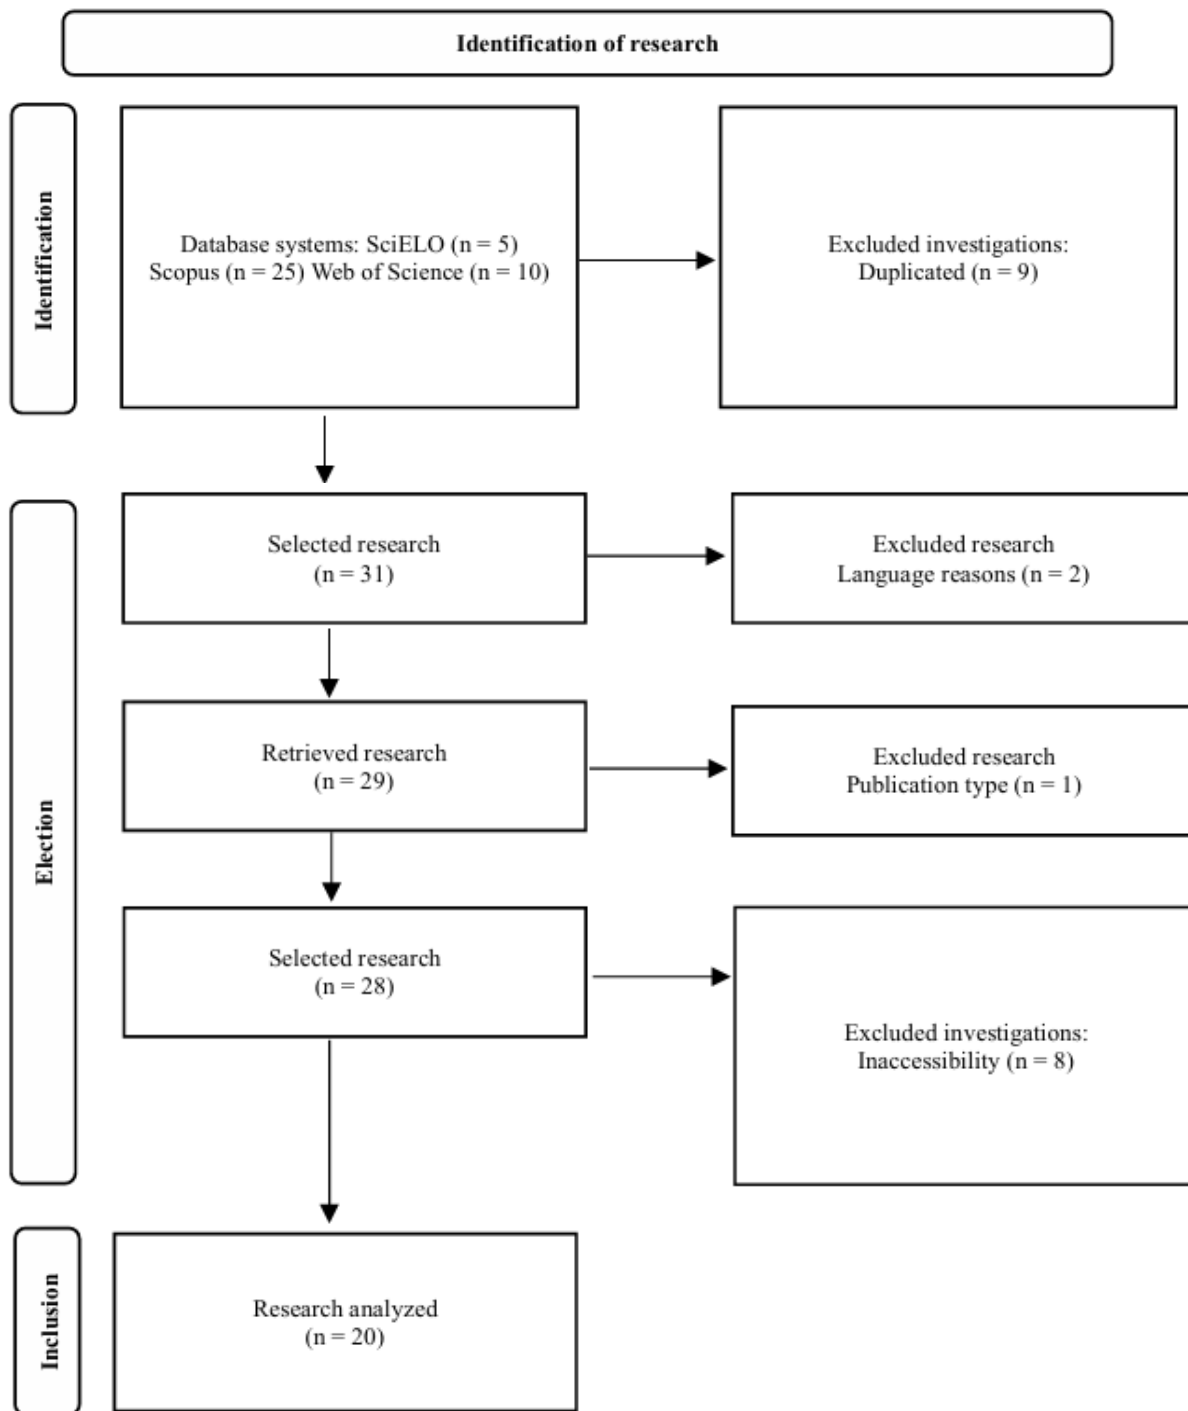 Identification of research
Identification
Database systems: SciELO (n = 5)
Scopus (n = 25) Web of Science (n = 10)
Excluded investigations:
Duplicated (n = 9)
Election
Selected research
(n = 31)
Excluded research
Language reasons (n = 2)
Retrieved research
(n = 29)
Excluded research
Publication type (n = 1)
Selected research
(n = 28)
Excluded investigations:
Inaccessibility (n = 8)
Inclusion
Research analyzed
(n = 20)